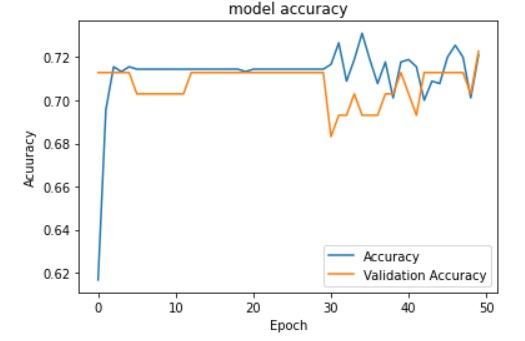 model accuracy
Acuuracy
0.72
0.70
0.68
0.66
0.64
0.62
Accuracy
Validation Accuracy
0 10 20 30 40 50
Epoch